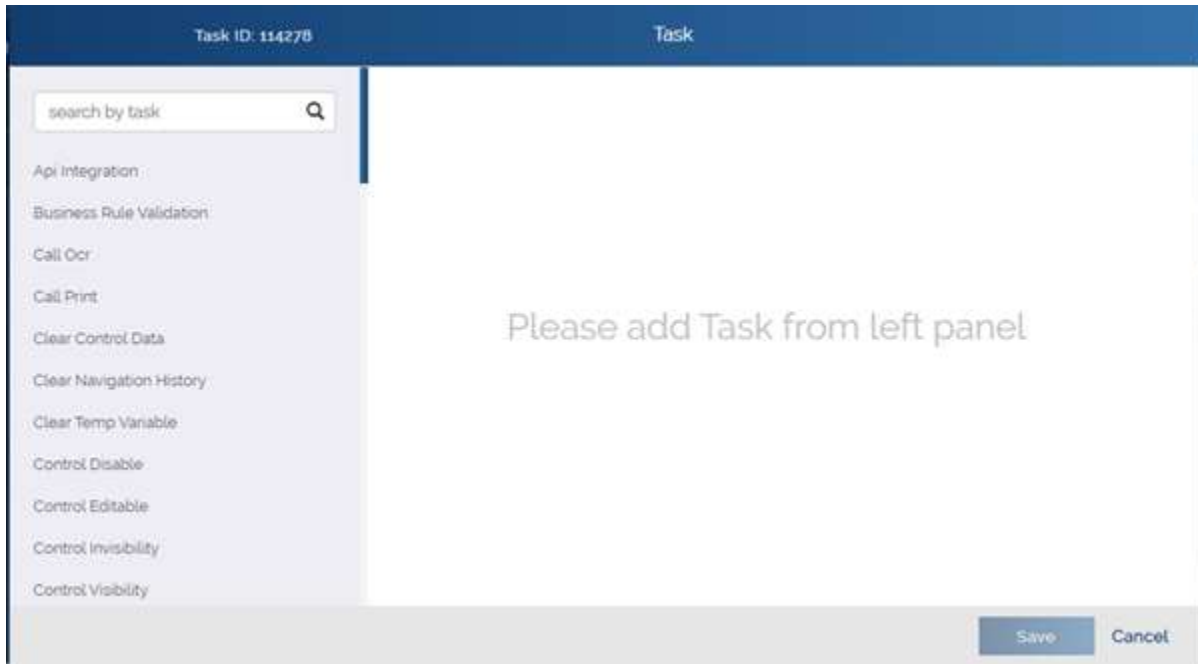 Task ID: 114278
Task
search by task
Api Integration
Business Rule Validation
Call Ocr
Call Print
Clear Control Data
Clear Navigation History
Clear Temp Variable
Control Disable
Control Editable
Control Invisibility
Control Visibility
Please add Task from left panel
Save
Cancel